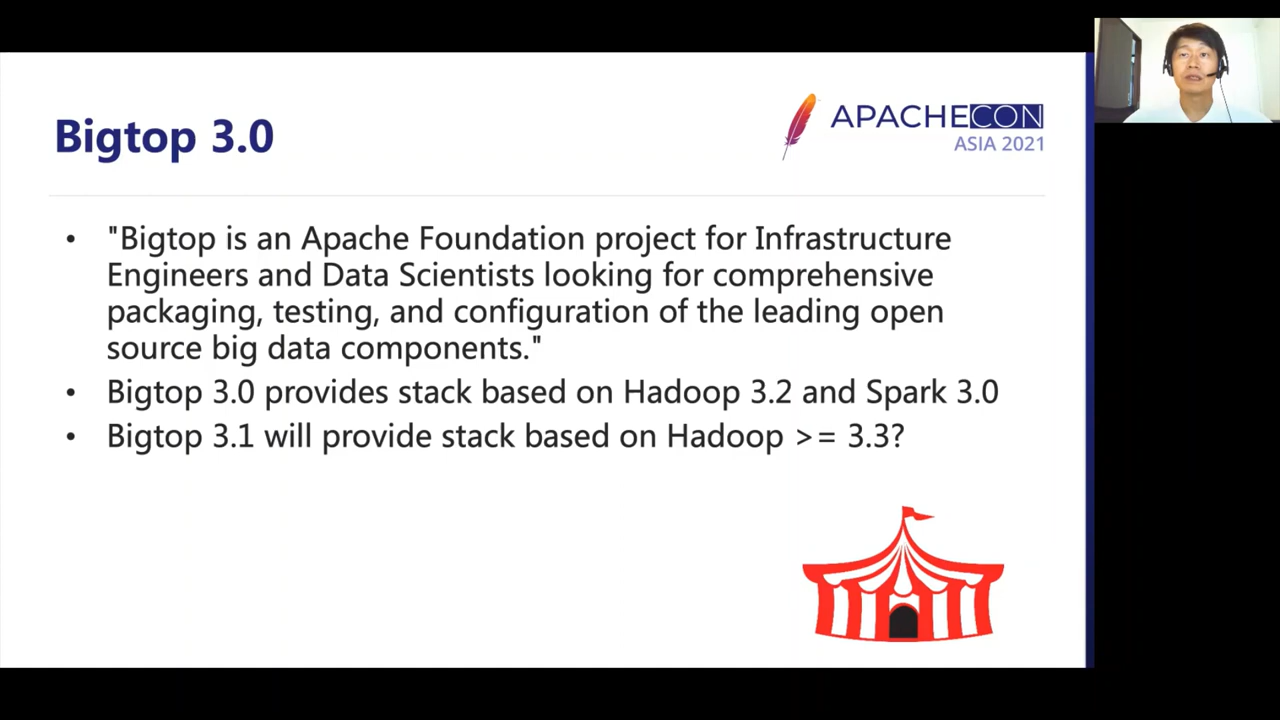 Bigtop 3.0
APACHECON
ASIA 2021
• "Bigtop is an Apache Foundation project for Infrastructure
Engineers and Data Scientists looking for comprehensive
packaging, testing, and configuration of the leading open
source big data components."
• Bigtop 3.0 provides stack based on Hadoop 3.2 and Spark 3.0
• Bigtop 3.1 will provide stack based on Hadoop >= 3.3?